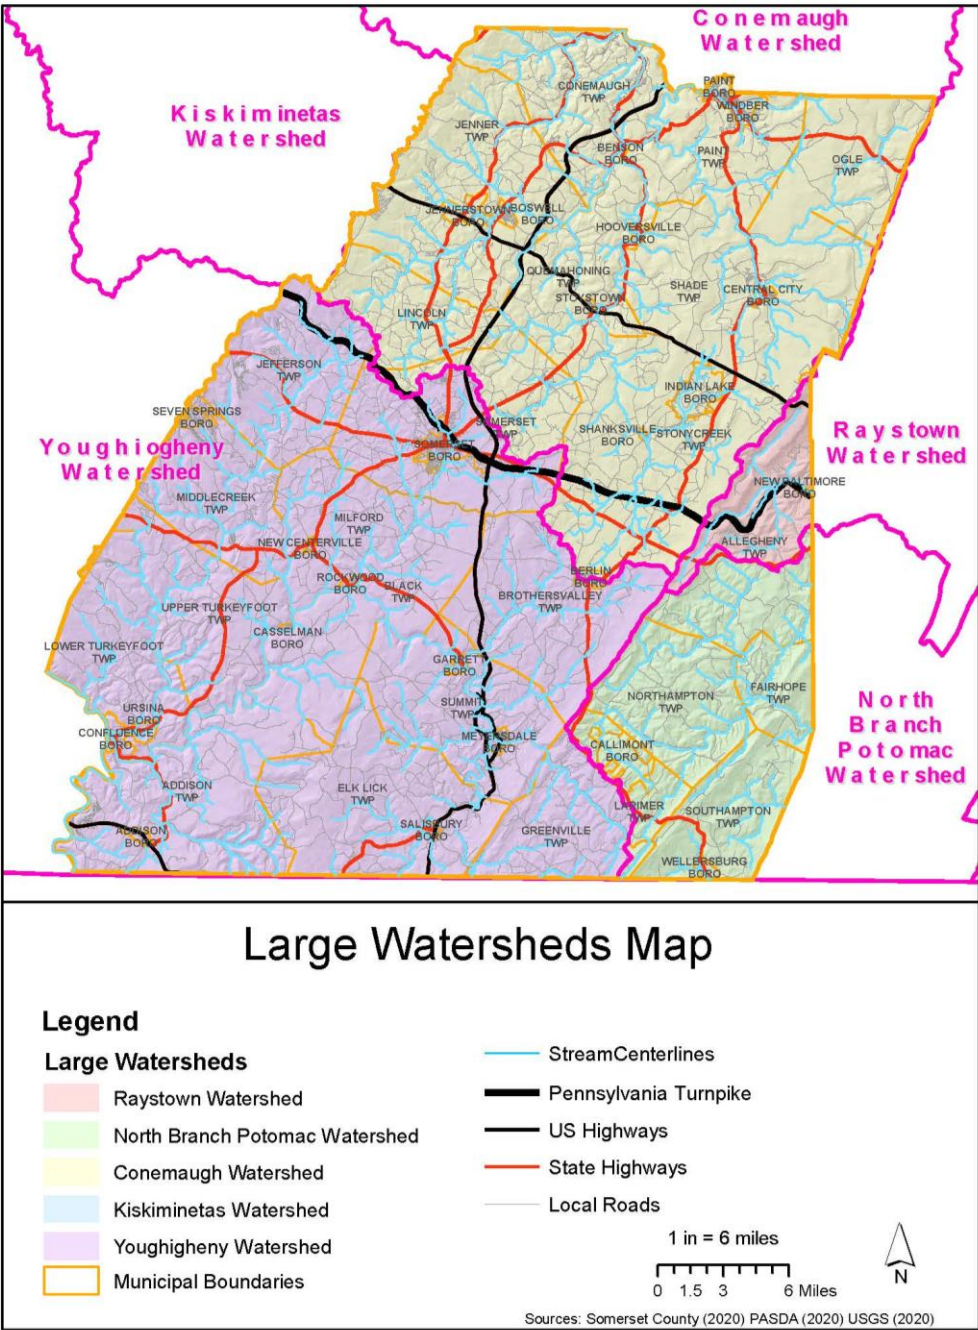 Conemaugh
Watershed
Kiskiminetas
Watershed
PAINT
BORO
CONEMAUGH
TWP
WINDBER
BORO
JENNER
TWP
BENSON
BORO
PAINT
TWP
OGLE
TWP
JENNERSTOWN
BORO
BOSWELL
BORO
HOOVERSVILLE
BORO
QUEMAHONING
TWP
STOYSTOWN
BORO
SHADE
TWP
CENTRAL CITY
BORO
LINCOLN
TWP
JEFFERSON
TWP
INDIAN LAKE
BORO
SEVEN SPRINGS
BORO
SOMERSET
TWP
SHANKSVILLE
BORO
STONYCREEK
TWP
SOMERSET
BORO
Youghiogheny
Watershed
Raystown
Watershed
NEW BALTIMORE
BORO
MIDDLECREEK
TWP
MILFORD
TWP
ALLEGHENY
TWP
NEW CENTERVILLE
BORO
BERLIN
BORO
ROCKWOOD
BORO
BLACK
TWP
BROTHERSVALLEY
TWP
UPPER TURKEYFOOT
TWP
CASSELMAN
BORO
LOWER TURKEYFOOT
TWP
GARRETT
BORO
NORTHAMPTON
TWP
FAIRHOPE
TWP
North
Branch
Potomac
Watershed
URSINA
BORO
SUMMIT
TWP
CONFLUENCE
BORO
MEYERSDALE
BORO
CALLIMONT
BORO
ADDISON
TWP
ELK LICK
TWP
LARIMER
TWP
SOUTHAMPTON
TWP
ADDISON
BORO
SALISBURY
BORO
GREENVILLE
TWP
WELLERSBURG
BORO
Large Watersheds Map
Legend
Large Watersheds
Raystown Watershed
North Branch Potomac Watershed
Conemaugh Watershed
Kiskiminetas Watershed
Youghigheny Watershed
Municipal Boundaries
StreamCenterlines
Pennsylvania Turnpike
US Highways
State Highways
Local Roads
1 in = 6 miles
0 1.5 3 6 Miles
N
Sources: Somerset County (2020) PASDA (2020) USGS (2020)